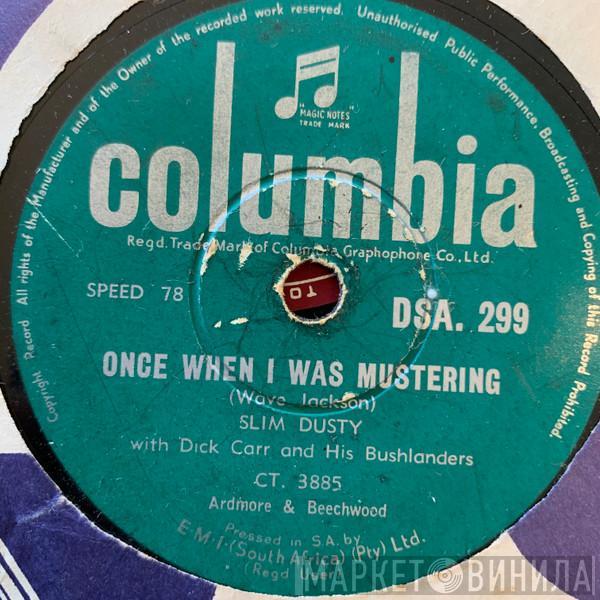 Copyright Record All rights of the Manufacturer and of the Owner of the recorded work reserved. Unauthorised Public Performance, Broadcasting and Copying of this Record Prohibited.
"MAGIC NOTES"
TRADE MARK
columbia
Regd. Trade Mark of Columbia Graphophone Co., Ltd.
SPEED 78
TO
DSA. 299
ONCE WHEN I WAS MUSTERING
(Wave Jackson)
SLIM DUSTY
with Dick Carr and His Bushlanders
CT. 3885
Ardmore & Beechwood
Pressed in S.A. by
E·M·I·(South Africa) (Pty) Ltd.
(Regd User)
МАРКЕТ ВИНИЛА